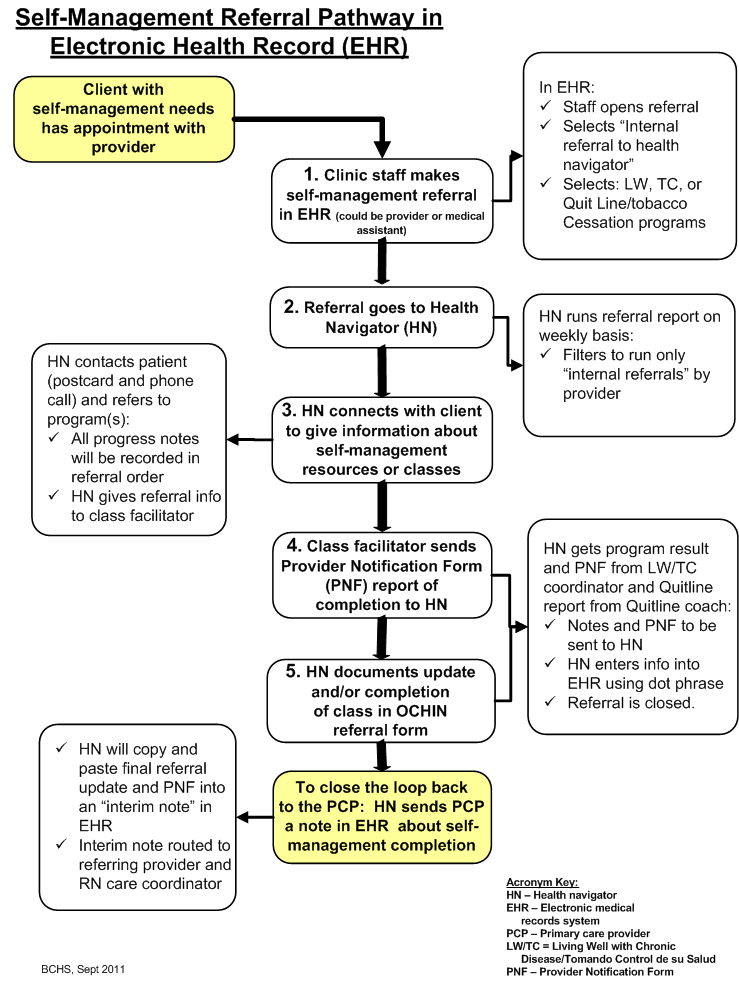 Self-Management Referral Pathway in
Electronic Health Record (EHR)
Client with
self-management needs
has appointment with
provider
In EHR:
✓ Staff opens referral
✓ Selects “Internal
referral to health
navigator”
✓ Selects: LW, TC, or
Quit Line/tobacco
Cessation programs
1. Clinic staff makes
self-management referral
in EHR (could be provider or medical
assistant)
2. Referral goes to Health
Navigator (HN)
HN runs referral report on
weekly basis:
✓ Filters to run only
“internal referrals” by
provider
HN contacts patient
(postcard and phone
call) and refers to
program(s):
✓ All progress notes
will be recorded in
referral order
✓ HN gives referral info
to class facilitator
3. HN connects with client
to give information about
self-management
resources or classes
4. Class facilitator sends
Provider Notification Form
(PNF) report of
completion to HN
HN gets program result
and PNF from LW/TC
coordinator and Quitline
report from Quitline coach:
✓ Notes and PNF to be
sent to HN
✓ HN enters info into
EHR using dot phrase
✓ Referral is closed.
5. HN documents update
and/or completion
of class in OCHIN
referral form
✓ HN will copy and
paste final referral
update and PNF into
an “interim note” in
EHR
✓ Interim note routed to
referring provider and
RN care coordinator
To close the loop back
to the PCP: HN sends PCP
a note in EHR about self-
management completion
Acronym Key:
HN – Health navigator
EHR – Electronic medical
records system
PCP – Primary care provider
LW/TC = Living Well with Chronic
Disease/Tomando Control de su Salud
PNF – Provider Notification Form
BCHS, Sept 2011